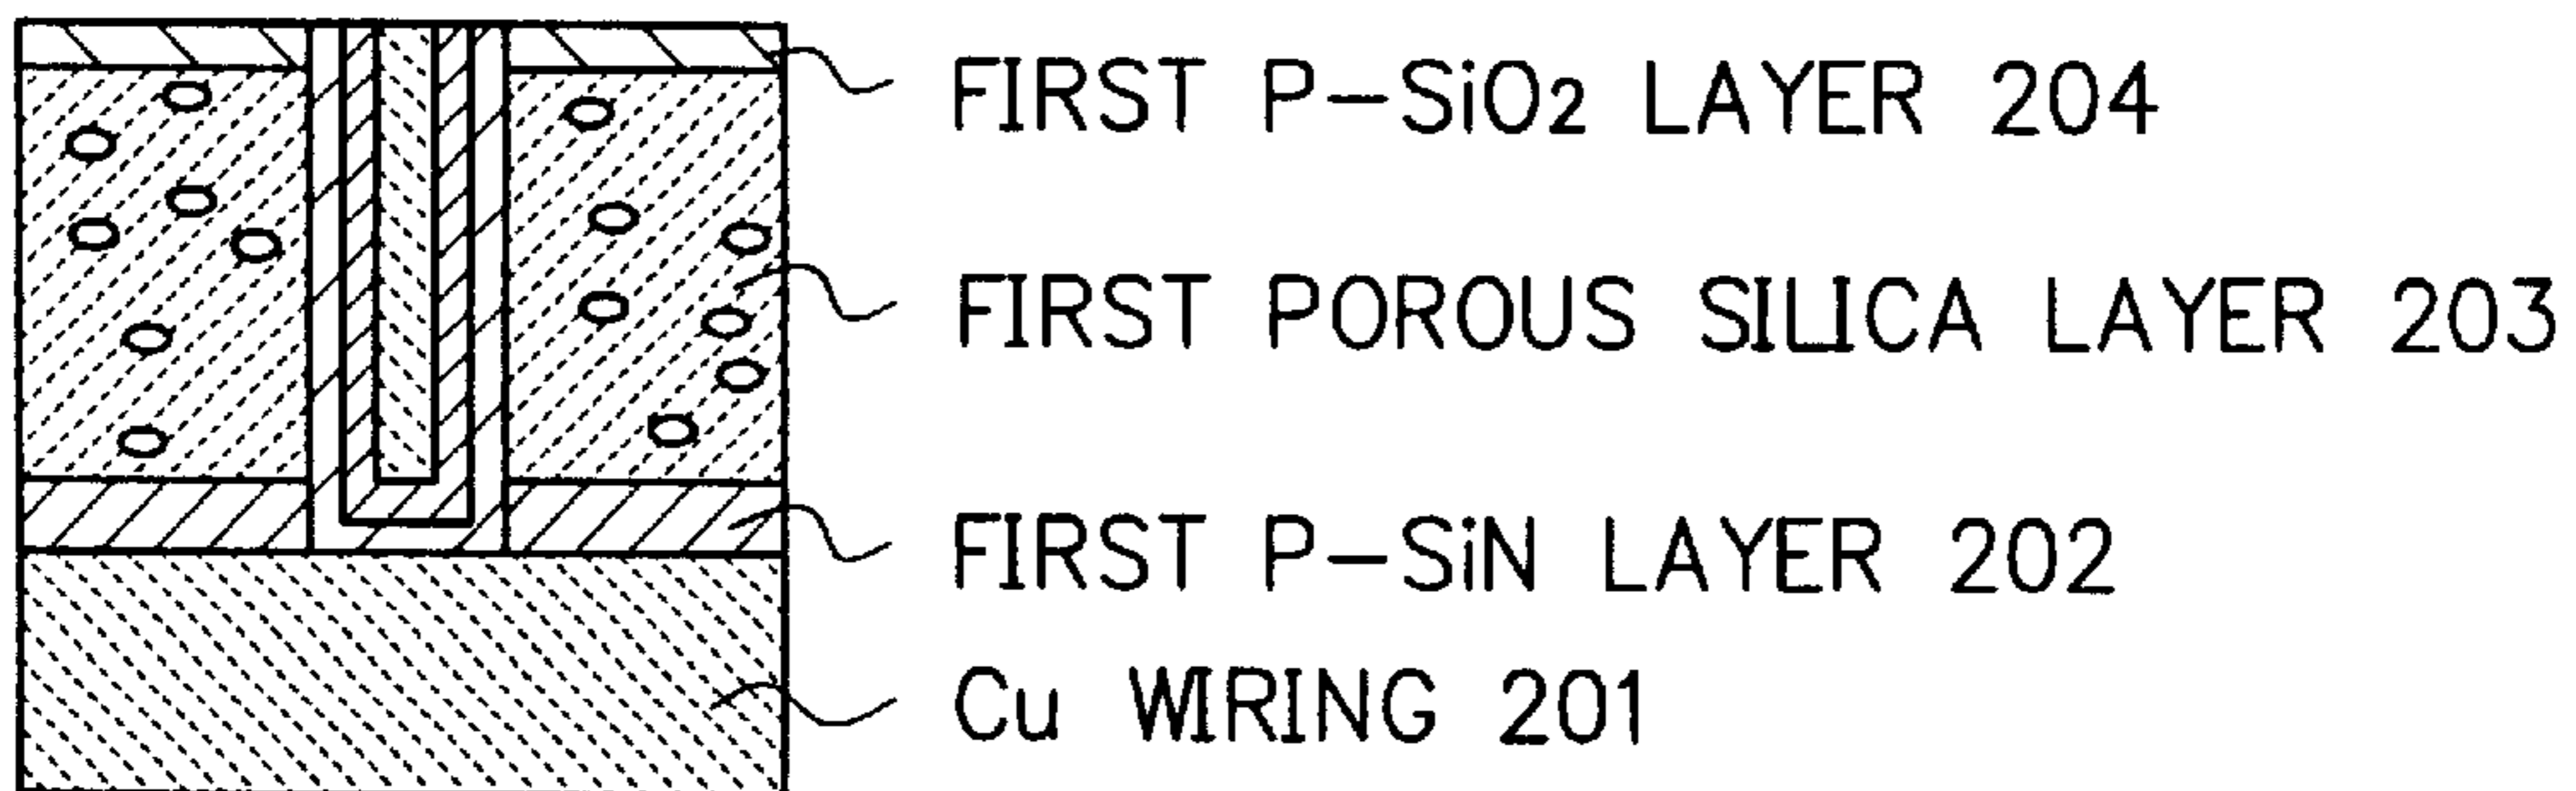 FIRST P-SiO2 LAYER 204
FIRST POROUS SILICA LAYER 203
FIRST P-SiN LAYER 202
Cu WIRING 201